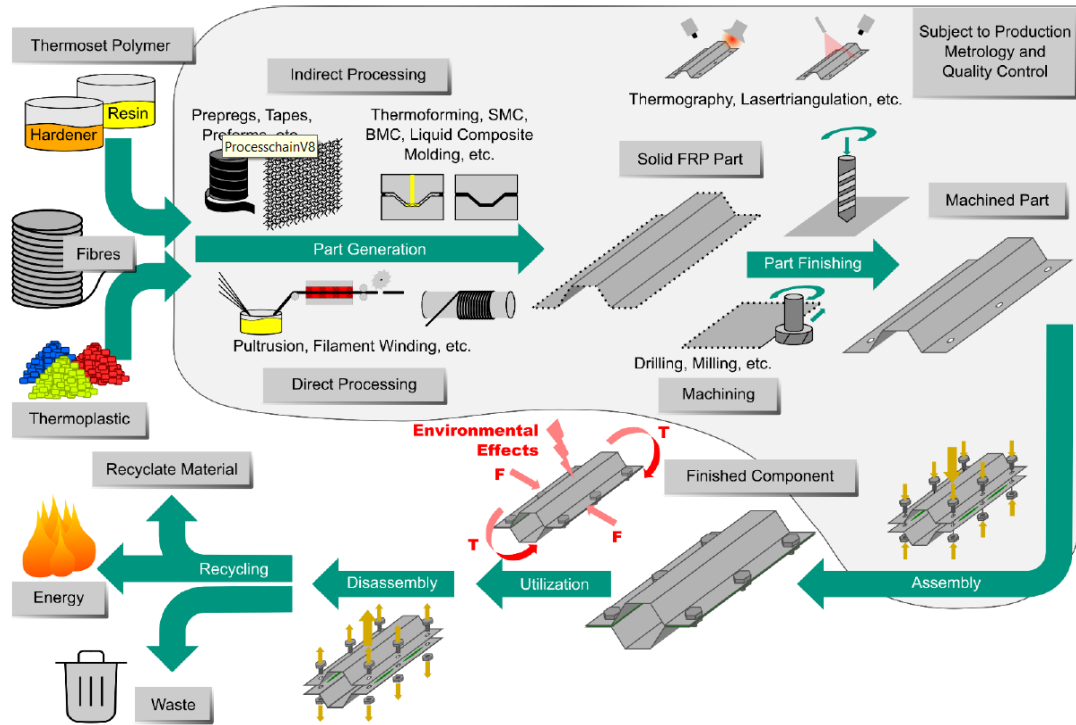 Thermoset Polymer
Resin
Hardener
Fibres
Thermoplastic
Indirect Processing
Prepregs, Tapes,
Preforms, etc.
ProcesschainV8
Thermoforming, SMC,
BMC, Liquid Composite
Molding, etc.
Part Generation
Pultrusion, Filament Winding, etc.
Direct Processing
Thermography, Lasertriangulation, etc.
Subject to Production
Metrology and
Quality Control
Solid FRP Part
Machined Part
Part Finishing
Drilling, Milling, etc.
Machining
Environmental
Effects
T
F
T
F
Finished Component
Assembly
Utilization
Disassembly
Recycling
Recyclate Material
Energy
Waste